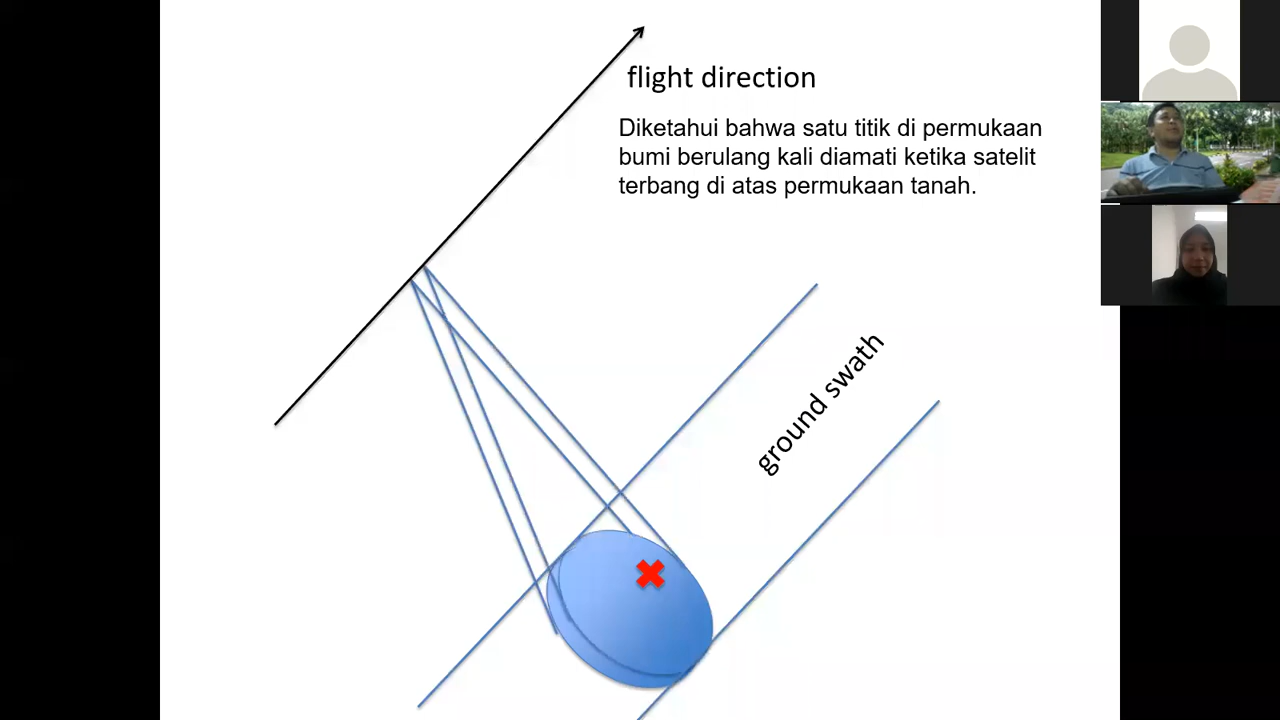 flight direction
Diketahui bahwa satu titik di permukaan
bumi berulang kali diamati ketika satelit
terbang di atas permukaan tanah.
ground swath